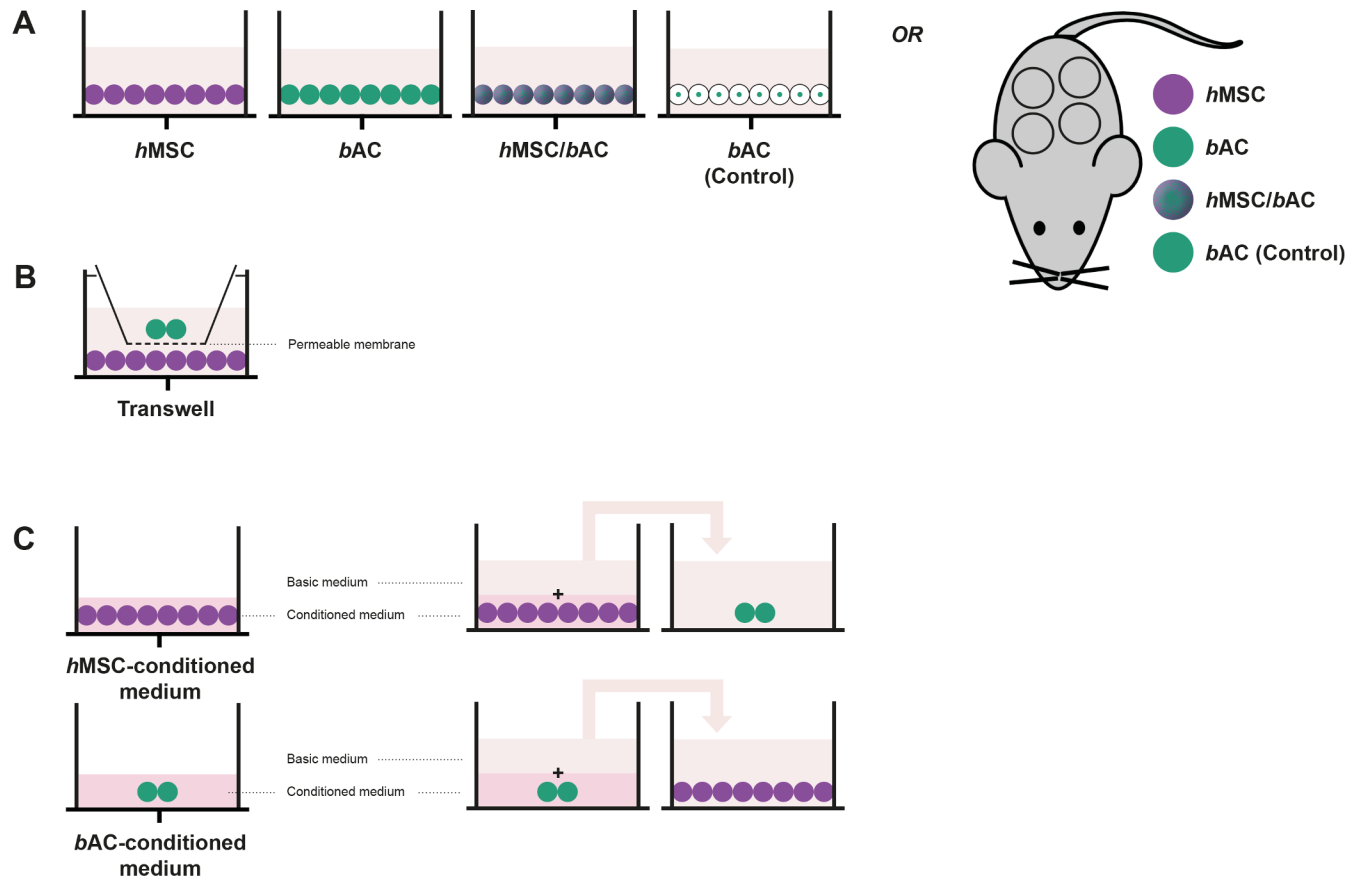 A
hMSC
bAC
hMSC/bAC
bAC
(Control)
OR
hMSC
bAC
hMSC/bAC
bAC (Control)
B
Permeable membrane
Transwell
C
Basic medium
+
Conditioned medium
hMSC-conditioned
medium
Basic medium
+
Conditioned medium
bAC-conditioned
medium